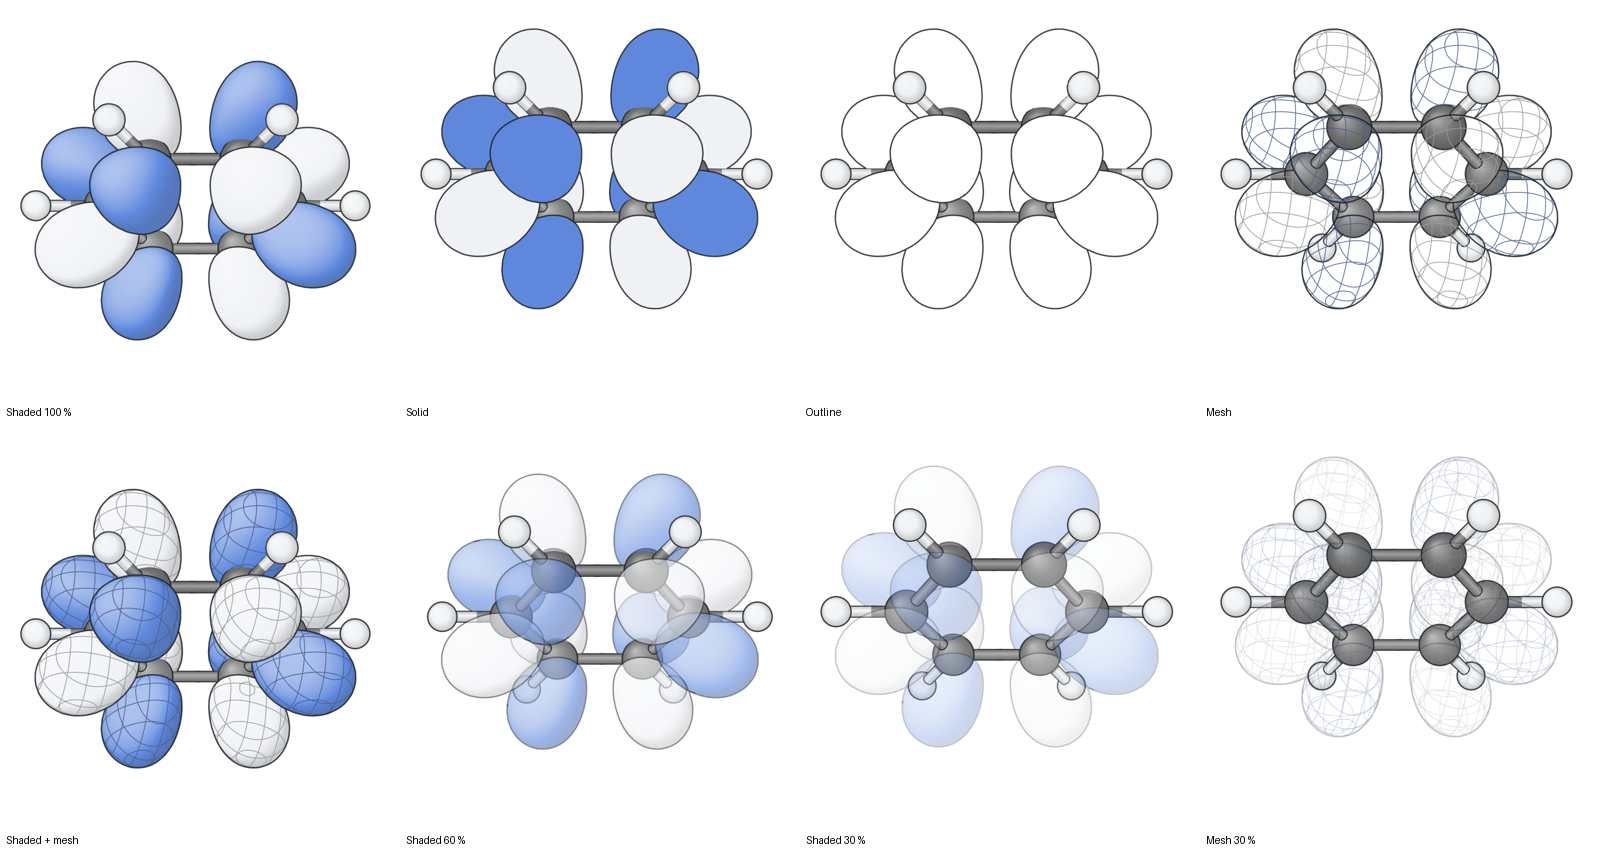 Shaded 100 %
Solid
Outline
Mesh
Shaded + mesh
Shaded 60 %
Shaded 30 %
Mesh 30 %